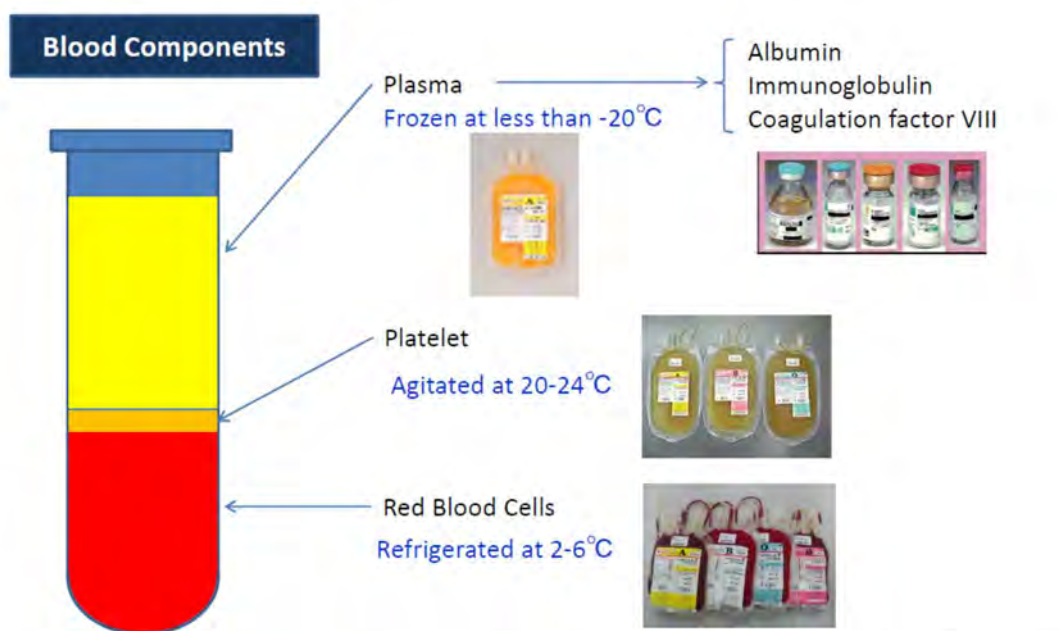 Blood Components
Plasma
Frozen at less than -20℃
Albumin
Immunoglobulin
Coagulation factor VIII
A
Platelet
Agitated at 20-24℃
Red Blood Cells
Refrigerated at 2-6℃
A
B